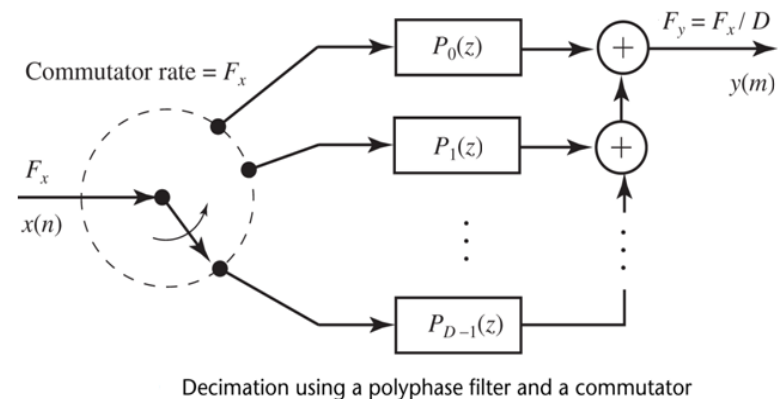 F_y = F_x / D
P_0(z)
Commutator rate = F_x
y(m)
P_1(z)
F_x
x(n)
P_{D-1}(z)
Decimation using a polyphase filter and a commutator